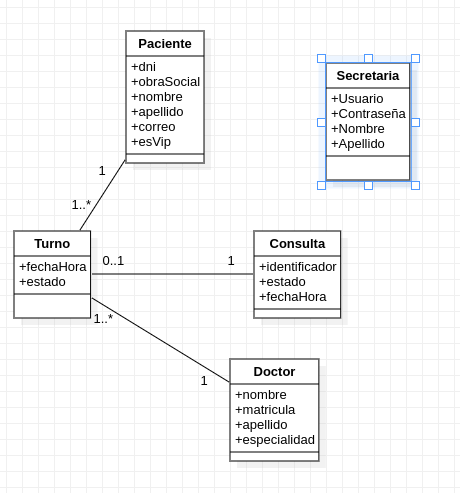 Paciente
+dni
+obraSocial
+nombre
+apellido
+correo
+esVip
Secretaria
+Usuario
+Contraseña
+Nombre
+Apellido
1
1..*
Turno
+fechaHora
+estado
0..1
1
Consulta
+identificador
+estado
+fechaHora
1..*
1
Doctor
+nombre
+matricula
+apellido
+especialidad